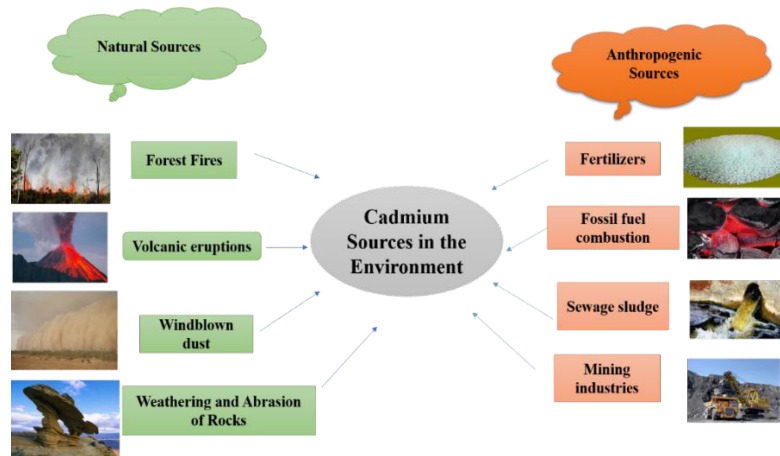 Natural Sources
Anthropogenic
Sources
Forest Fires
Volcanic eruptions
Windblown
dust
Weathering and Abrasion
of Rocks
Cadmium
Sources in the
Environment
Fertilizers
Fossil fuel
combustion
Sewage sludge
Mining
industries